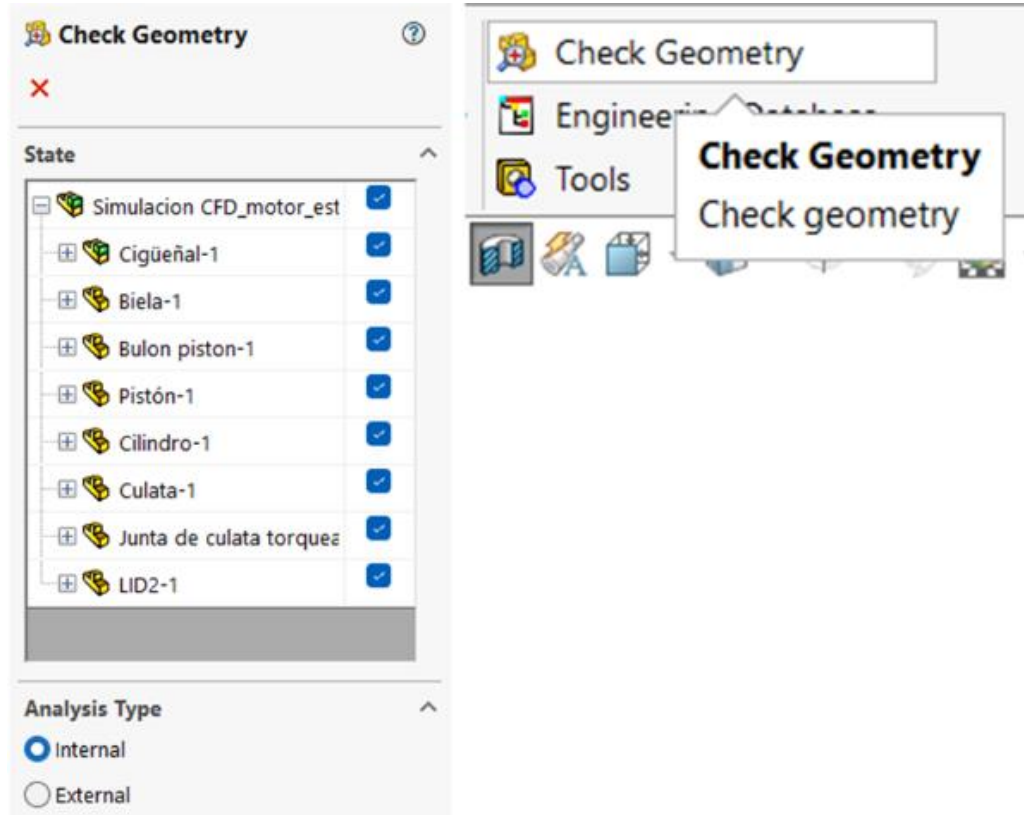 Check Geometry
State
Simulacion CFD_motor_est
Cigüeñal-1
Biela-1
Bulon piston-1
Pistón-1
Cilindro-1
Culata-1
Junta de culata torquea
LID2-1
Analysis Type
Internal
External
Check Geometry
Tools
Check Geometry
Check geometry